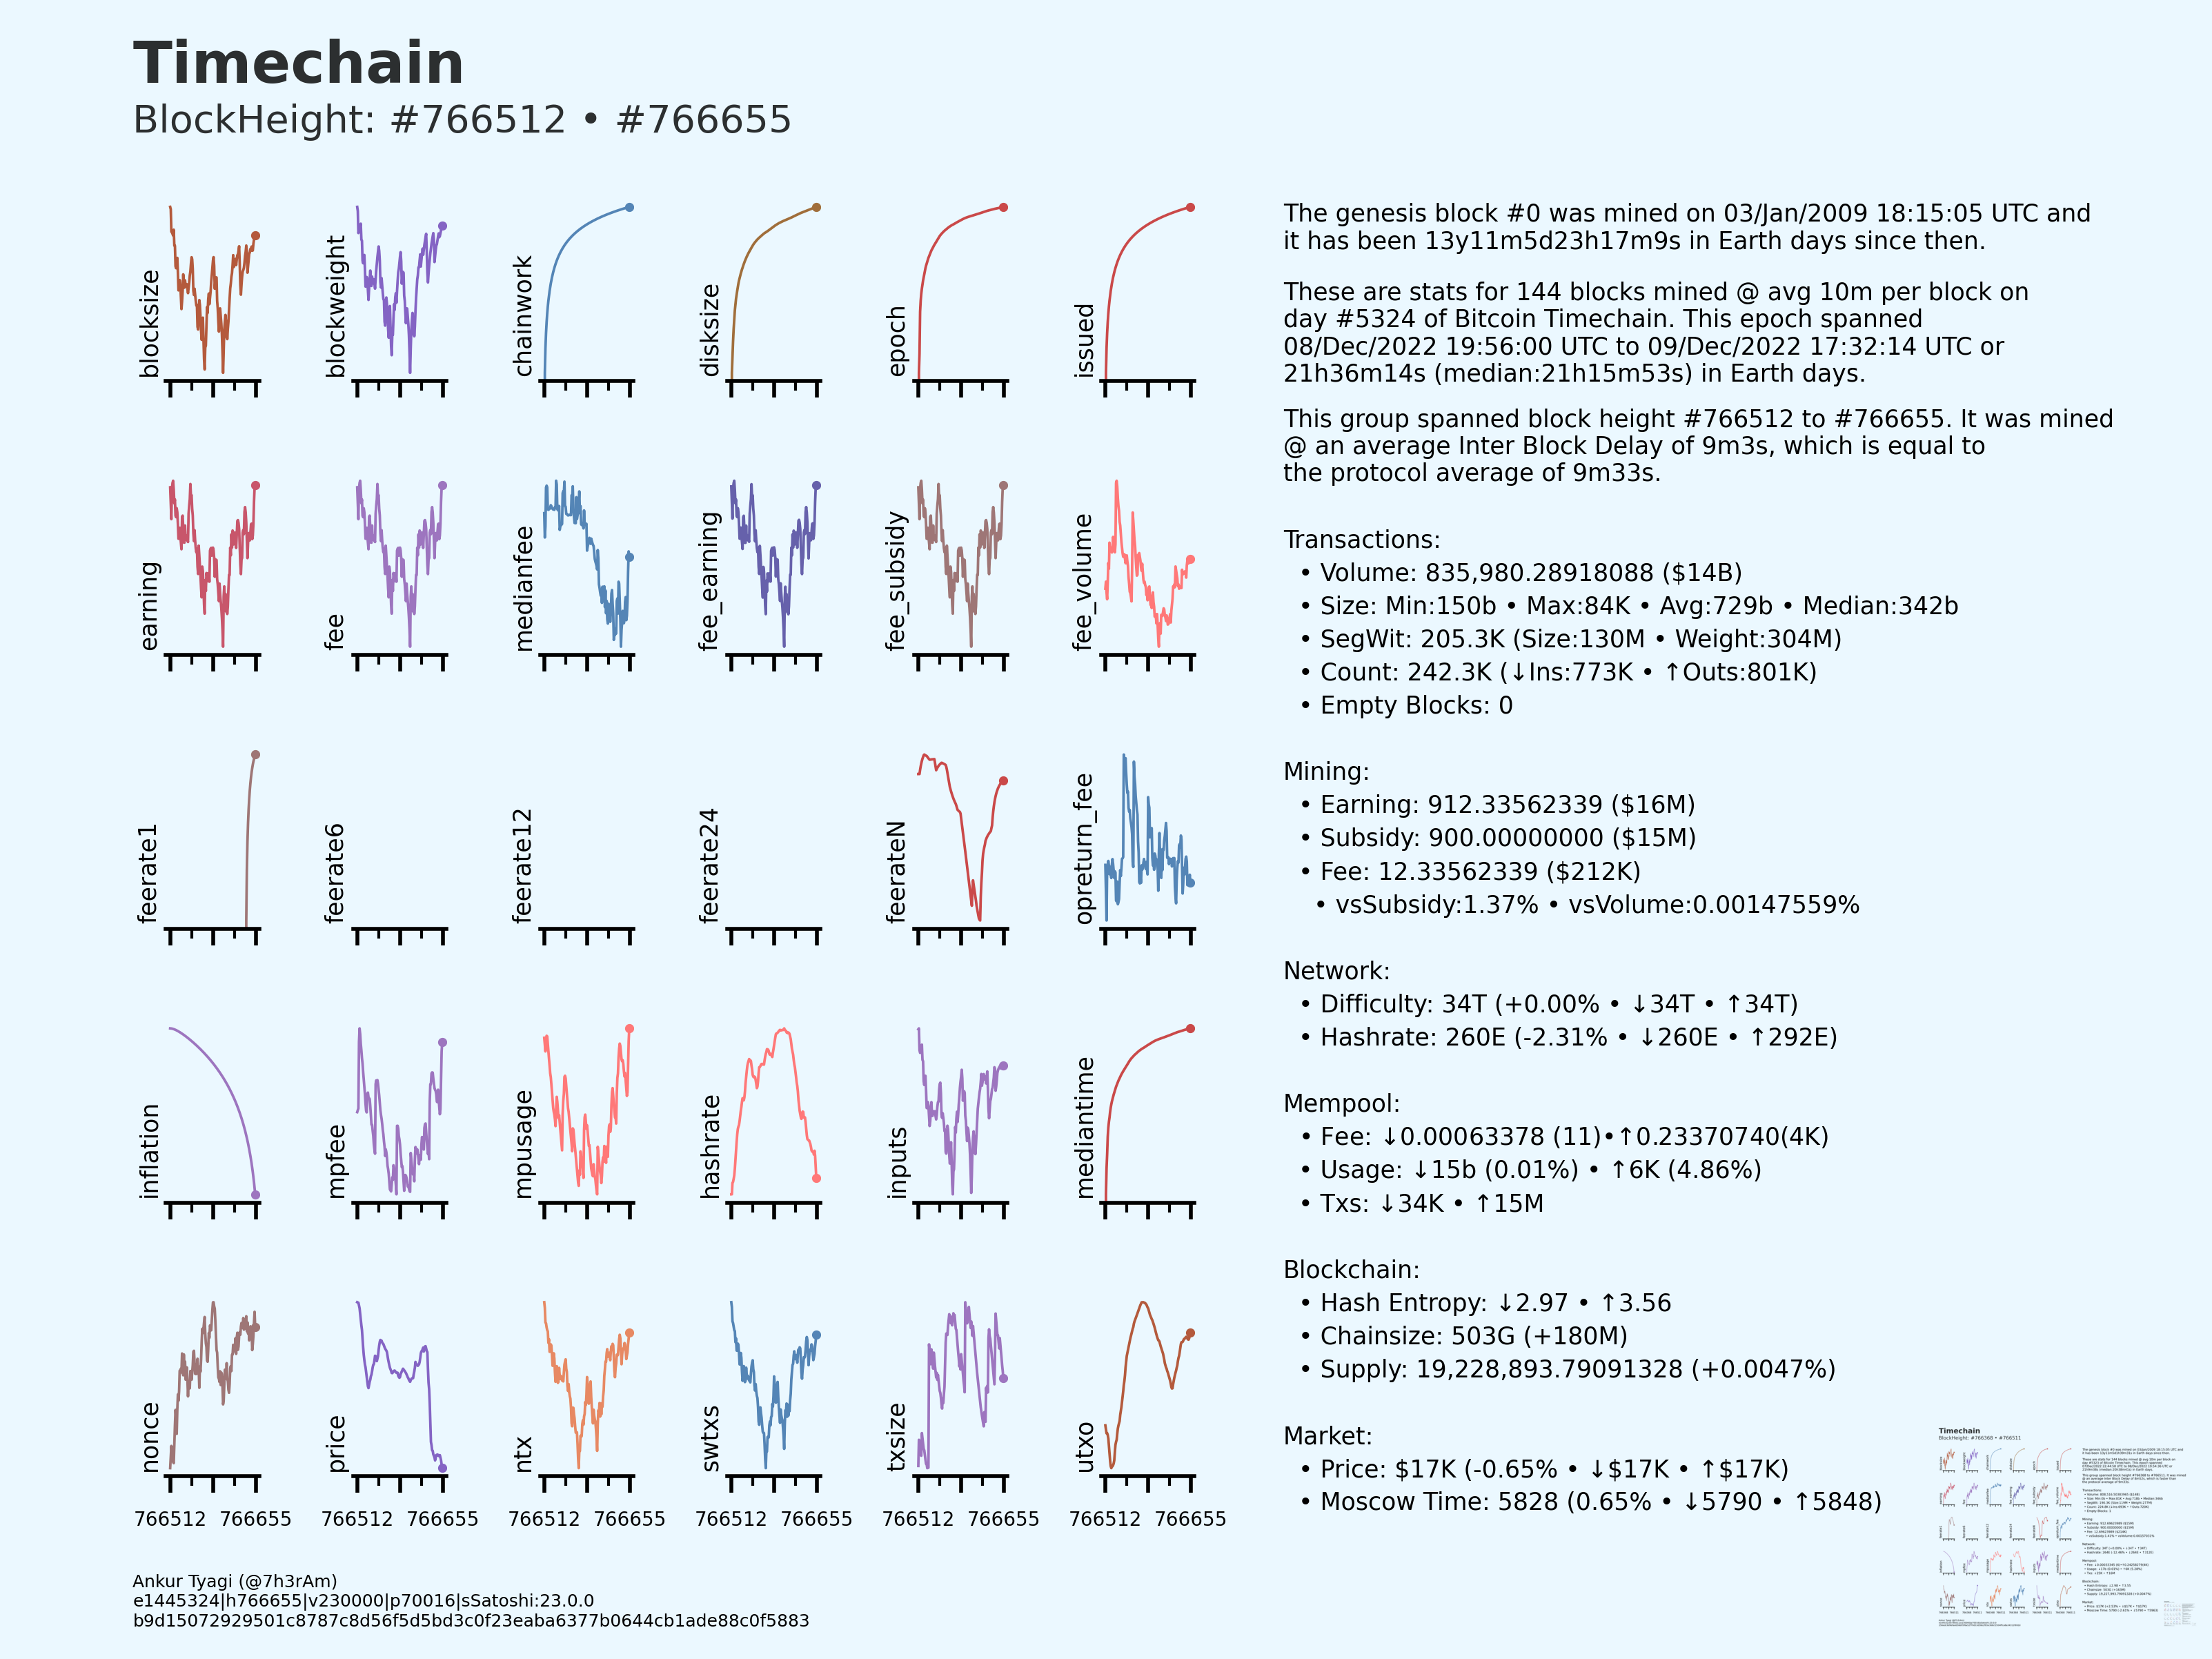 Timechain
BlockHeight: #766512 • #766655
blocksize
blockweight
chainwork
disksize
epoch
issued
earning
fee
medianfee
fee_earning
fee_subsidy
fee_volume
feerate1
feerate6
feerate12
feerate24
feerateN
opreturn_fee
inflation
mpfee
mpusage
hashrate
inputs
mediantime
nonce
price
ntx
swtxs
txsize
utxo
766512 766655 766512 766655 766512 766655 766512 766655 766512 766655 766512 766655
The genesis block #0 was mined on 03/Jan/2009 18:15:05 UTC and
it has been 13y11m5d23h17m9s in Earth days since then.
These are stats for 144 blocks mined @ avg 10m per block on
day #5324 of Bitcoin Timechain. This epoch spanned
08/Dec/2022 19:56:00 UTC to 09/Dec/2022 17:32:14 UTC or
21h36m14s (median:21h15m53s) in Earth days.
This group spanned block height #766512 to #766655. It was mined
@ an average Inter Block Delay of 9m3s, which is equal to
the protocol average of 9m33s.
Transactions:
• Volume: 835,980.28918088 ($14B)
• Size: Min:150b • Max:84K • Avg:729b • Median:342b
• SegWit: 205.3K (Size:130M • Weight:304M)
• Count: 242.3K (↓Ins:773K • ↑Outs:801K)
• Empty Blocks: 0
Mining:
• Earning: 912.33562339 ($16M)
• Subsidy: 900.00000000 ($15M)
• Fee: 12.33562339 ($212K)
• vsSubsidy:1.37% • vsVolume:0.00147559%
Network:
• Difficulty: 34T (+0.00% • ↓34T • ↑34T)
• Hashrate: 260E (-2.31% • ↓260E • ↑292E)
Mempool:
• Fee: ↓0.00063378 (11)•↑0.23370740(4K)
• Usage: ↓15b (0.01%) • ↑6K (4.86%)
• Txs: ↓34K • ↑15M
Blockchain:
• Hash Entropy: ↓2.97 • ↑3.56
• Chainsize: 503G (+180M)
• Supply: 19,228,893.79091328 (+0.0047%)
Market:
• Price: $17K (-0.65% • ↓$17K • ↑$17K)
• Moscow Time: 5828 (0.65% • ↓5790 • ↑5848)
Ankur Tyagi (@7h3rAm)
e1445324|h766655|v230000|p70016|sSatoshi:23.0.0
b9d15072929501c8787c8d56f5d5bd3c0f23eaba6377b0644cb1ade88c0f5883
Timechain
BlockHeight: #766368 • #766511